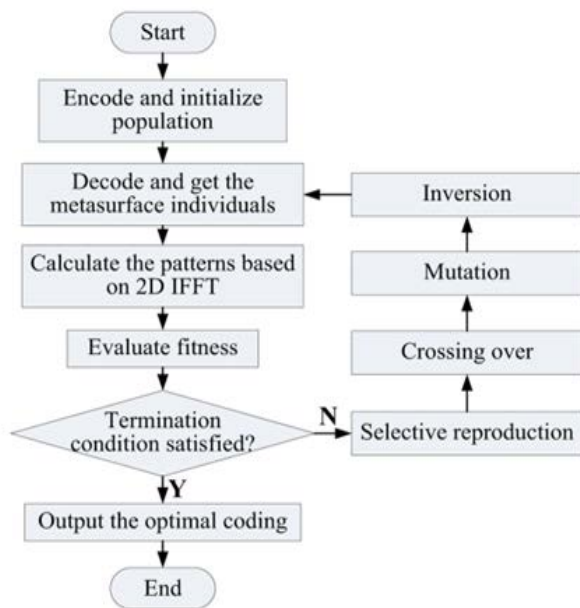 Start
Encode and initialize
population
Decode and get the
metasurface individuals
Calculate the patterns based
on 2D IFFT
Evaluate fitness
Termination
condition satisfied?
N
Y
Output the optimal coding
End
Inversion
Mutation
Crossing over
Selective reproduction